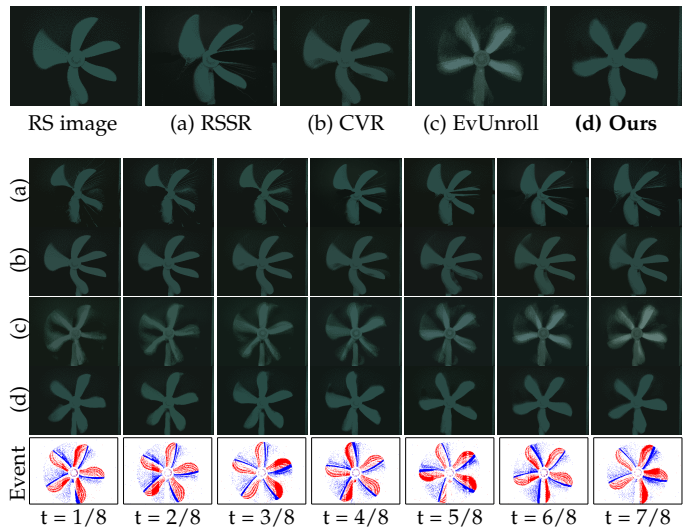 RS image (a) RSSR (b) CVR (c) EvUnroll (d) Ours
(a)
(b)
(c)
(d)
Event
t = 1/8 t = 2/8 t = 3/8 t = 4/8 t = 5/8 t = 6/8 t = 7/8